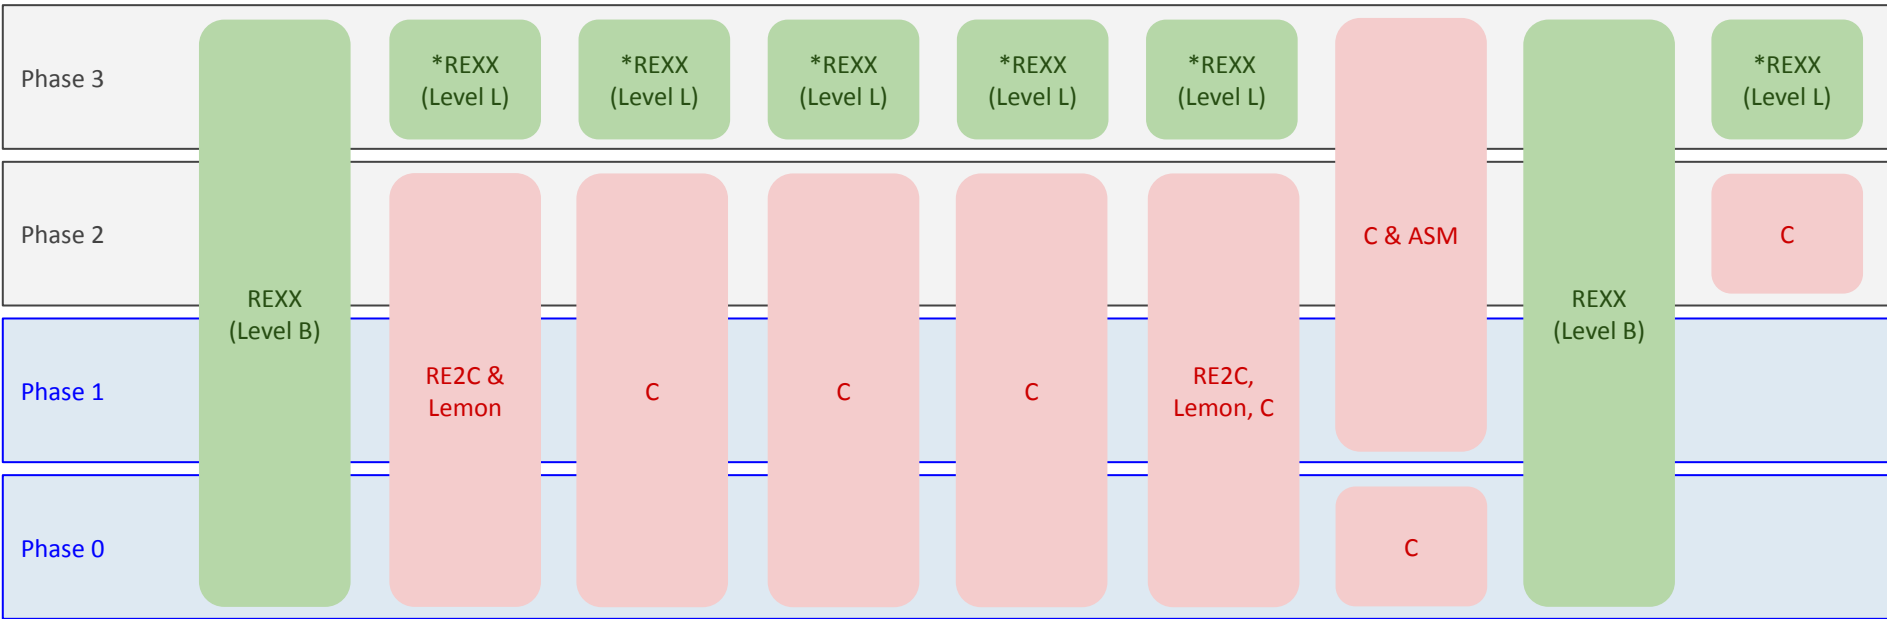 Phase 3
*REXX
(Level L)
*REXX
(Level L)
*REXX
(Level L)
*REXX
(Level L)
*REXX
(Level L)
*REXX
(Level L)
Phase 2
C & ASM
C
REXX
(Level B)
REXX
(Level B)
Phase 1
RE2C &
Lemon
C
C
C
RE2C,
Lemon, C
Phase 0
C